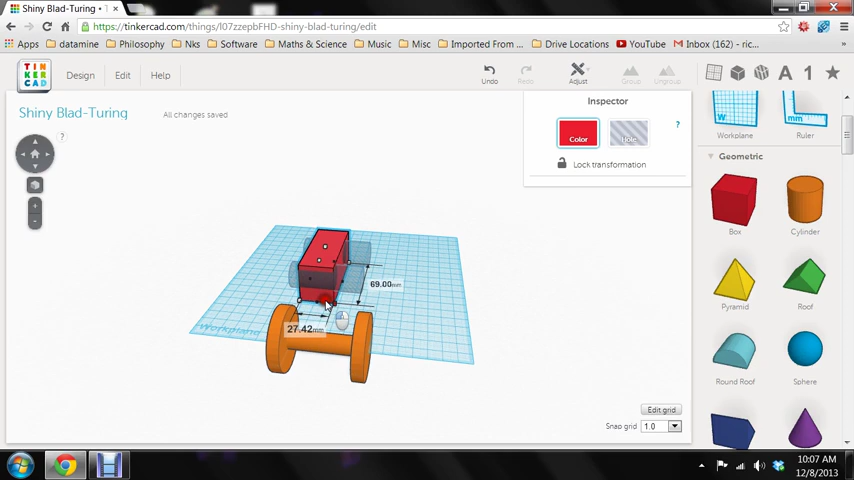 Shiny Blad-Turing • T
https://tinkercad.com/things/l07zzepbFHD-shiny-blad-turing/edit
Apps datamine Philosophy Nks Software Maths & Science Music Misc Imported From ... Drive Locations YouTube Inbox (162) - ric...
TIN
KER
CAD
Design Edit Help
Undo Redo Adjust Group Ungroup
Shiny Blad-Turing All changes saved
Inspector
Color Hole ?
Lock transformation
?
W mm
Workplane Ruler
Geometric
Box Cylinder
Pyramid Roof
Round Roof Sphere
69.00mm
27.42mm
Workplane
Edit grid
Snap grid 1.0
10:07 AM
12/8/2013